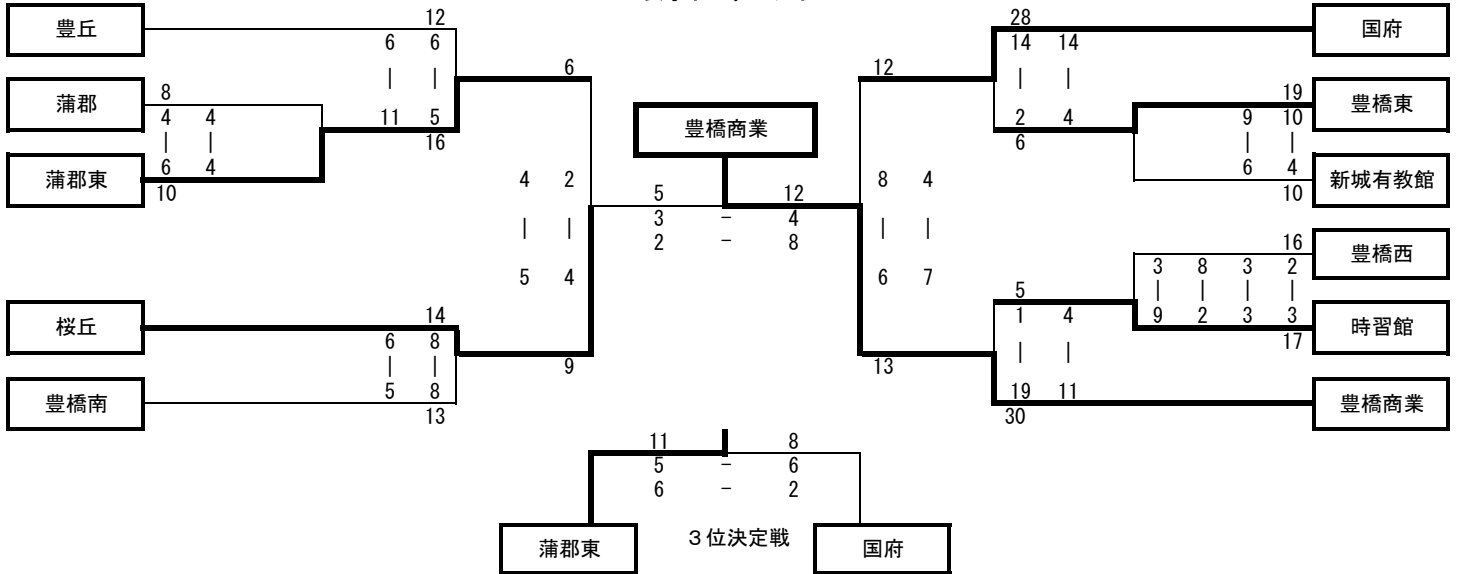 豊丘 12 28 国府
6 6 14 14
| | 6 12 | |
蒲郡 8 19 豊橋東
4 4 11 5 豊橋商業 2 4 9 10
| | 16 6 | |
蒲郡東 6 4 6 4 新城有教館
10 10
4 2 5 12 8 4
| | 3 - 4 | |
2 - 8 16 豊橋西
5 4 6 7 3 8 3 2
5 | | | |
桜丘 14 1 4 9 2 3 3 時習館
6 8 | | 17
| | 9 13
豊橋南 5 8 19 11 豊橋商業
13 30
11 8
5 - 6
6 - 2
蒲郡東 3位決定戦 国府